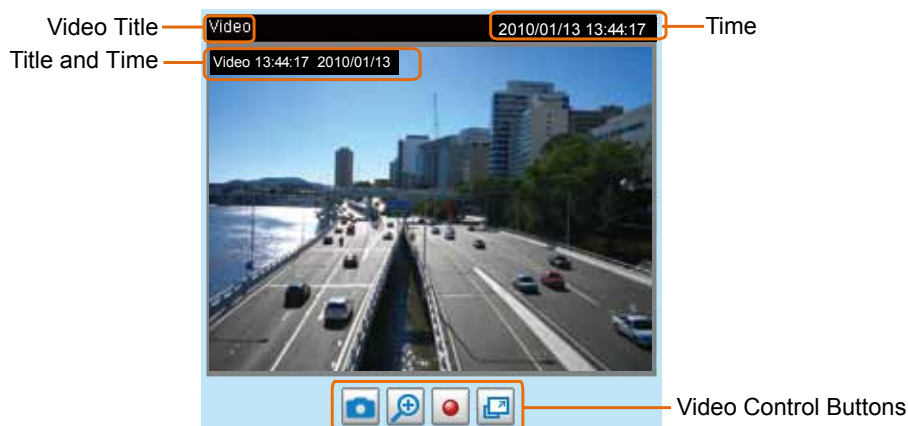 Video Title
Video
2010/01/13 13:44:17
Time
Title and Time
Video 13:44:17 2010/01/13
Video Control Buttons